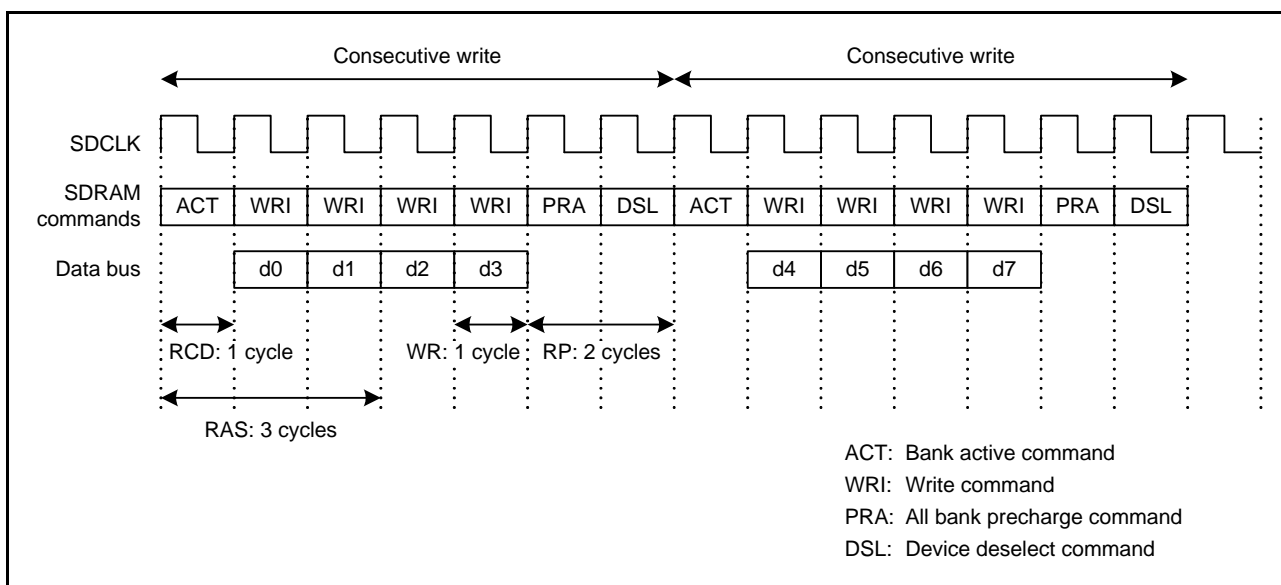 Consecutive write Consecutive write
SDCLK
SDRAM
commands
ACT WRI WRI WRI WRI PRA DSL ACT WRI WRI WRI WRI PRA DSL
Data bus d0 d1 d2 d3 d4 d5 d6 d7
RCD: 1 cycle WR: 1 cycle RP: 2 cycles
RAS: 3 cycles
ACT: Bank active command
WRI: Write command
PRA: All bank precharge command
DSL: Device deselect command